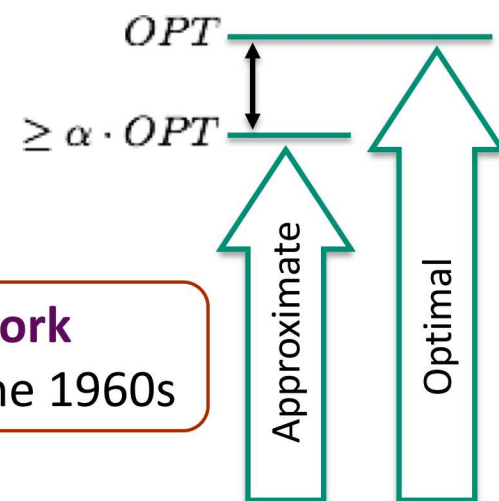 OPT
≥ α · OPT
ork
ne 1960s
Approximate
Optimal